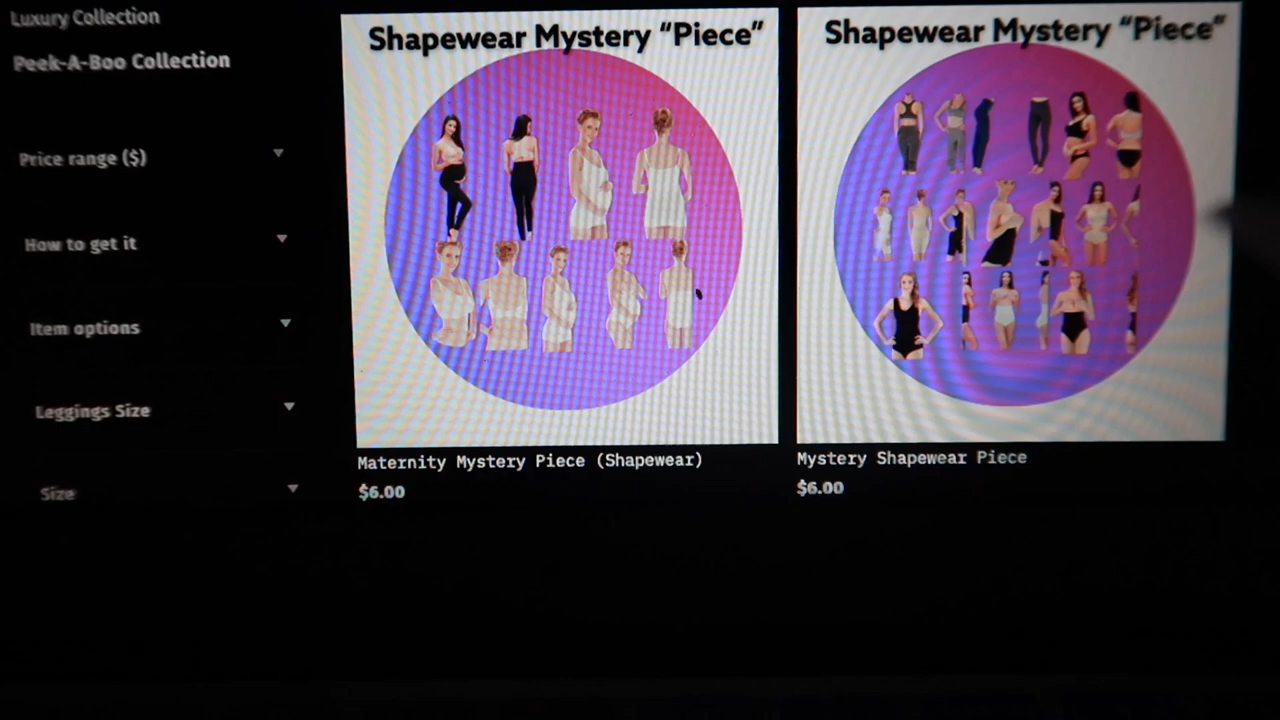 Luxury Collection
Peek-A-Boo Collection
Price range ($)
How to get it
Item options
Leggings Size
Size
Shapewear Mystery “Piece”
Maternity Mystery Piece (Shapewear)
$6.00
Shapewear Mystery “Piece”
Mystery Shapewear Piece
$6.00